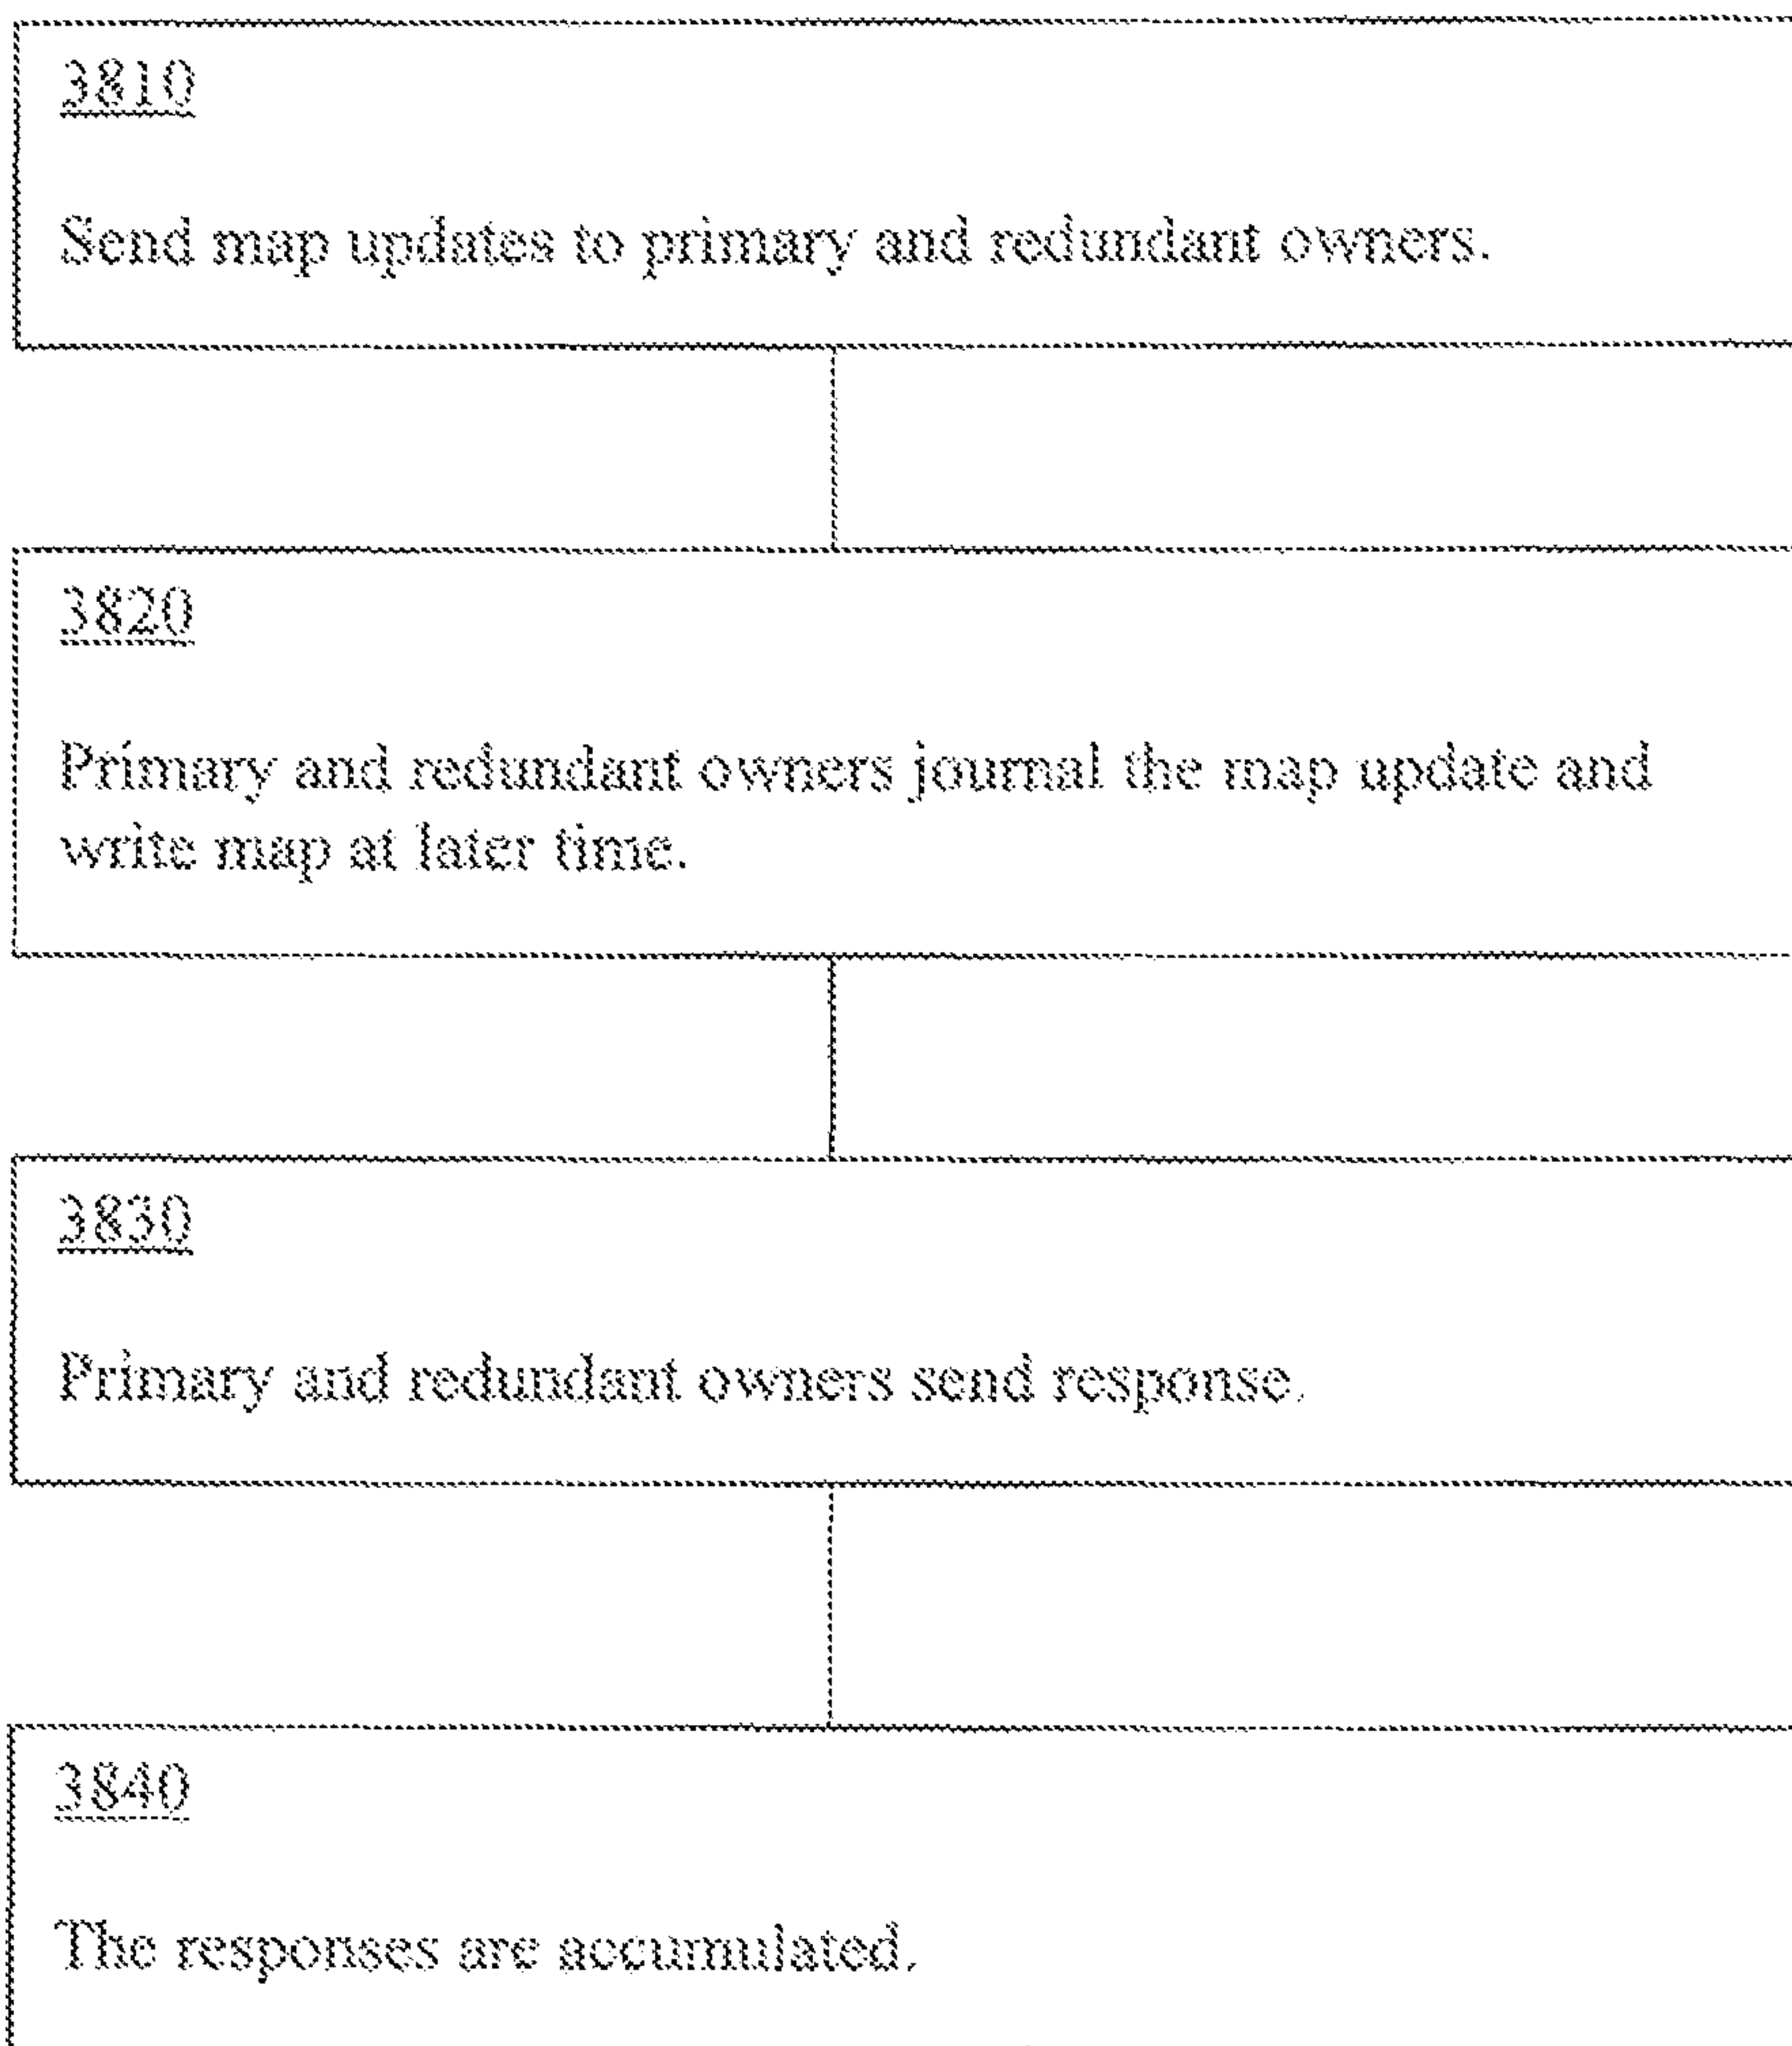 3810
Send map updates to primary and redundant owners.
3820
Primary and redundant owners journal the map update and
write map at later time.
3830
Primary and redundant owners send response.
3840
The responses are accumulated.